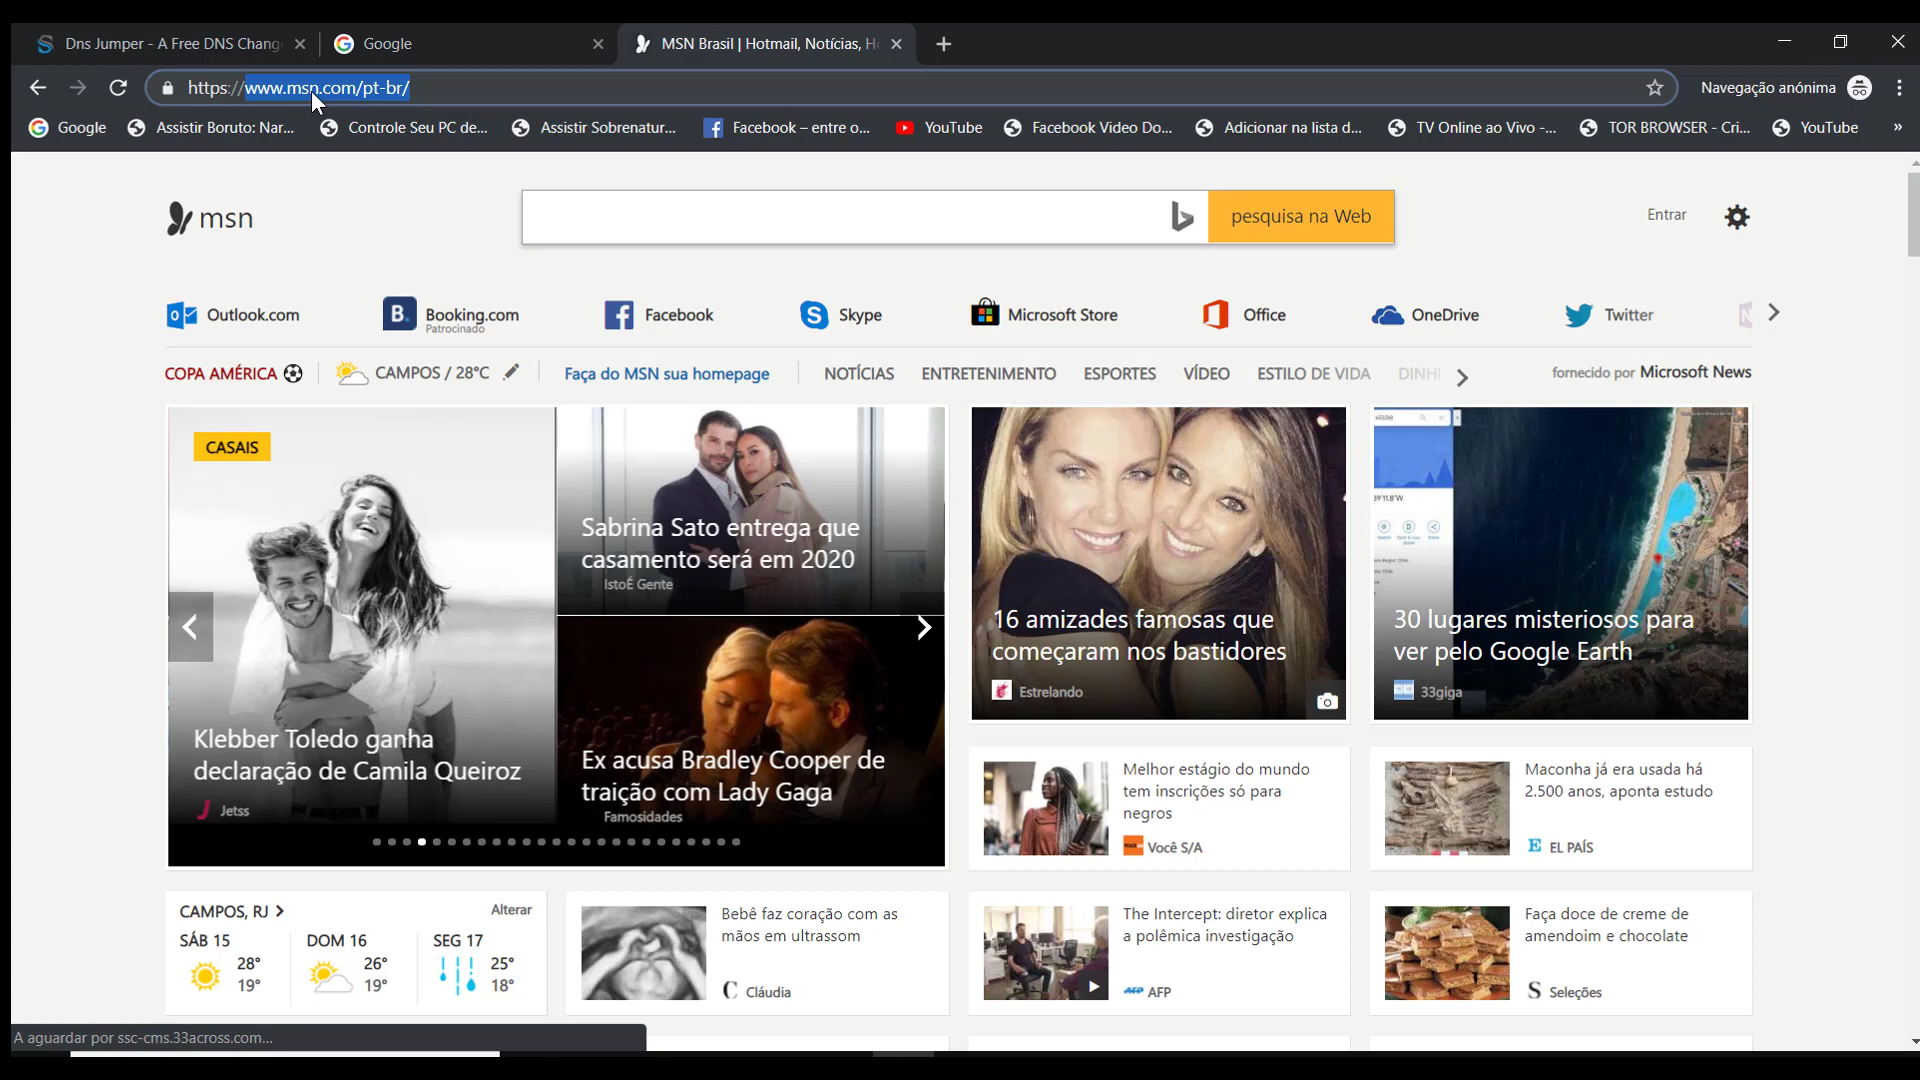 Dns Jumper - A Free DNS Chang
Google
MSN Brasil | Hotmail, Notícias, H
https://www.msn.com/pt-br/
Navegação anónima
Google
Assistir Boruto: Nar...
Controle Seu PC de...
Assistir Sobrenatur...
Facebook – entre o...
YouTube
Facebook Video Do...
Adicionar na lista d...
TV Online ao Vivo -...
TOR BROWSER - Cri...
YouTube
»
msn
pesquisa na Web
Entrar
Outlook.com
Booking.com
Patrocinado
Facebook
Skype
Microsoft Store
Office
OneDrive
Twitter
COPA AMÉRICA
CAMPOS / 28°C
Faça do MSN sua homepage
NOTÍCIAS
ENTRETENIMENTO
ESPORTES
VÍDEO
ESTILO DE VIDA
DINH
fornecido por Microsoft News
CASAIS
Klebber Toledo ganha
declaração de Camila Queiroz
Jetss
Sabrina Sato entrega que
casamento será em 2020
IstoÉ Gente
Ex acusa Bradley Cooper de
traição com Lady Gaga
Famosidades
16 amizades famosas que
começaram nos bastidores
Estrelando
39'11.8"W
30 lugares misteriosos para
ver pelo Google Earth
33giga
Melhor estágio do mundo
tem inscrições só para
negros
Você S/A
Maconha já era usada há
2.500 anos, aponta estudo
EL PAÍS
CAMPOS, RJ
Alterar
SÁB 15
28°
19°
DOM 16
26°
19°
SEG 17
25°
18°
Bebê faz coração com as
mãos em ultrassom
Cláudia
The Intercept: diretor explica
a polêmica investigação
AFP
Faça doce de creme de
amendoim e chocolate
Seleções
A aguardar por ssc-cms.33across.com...